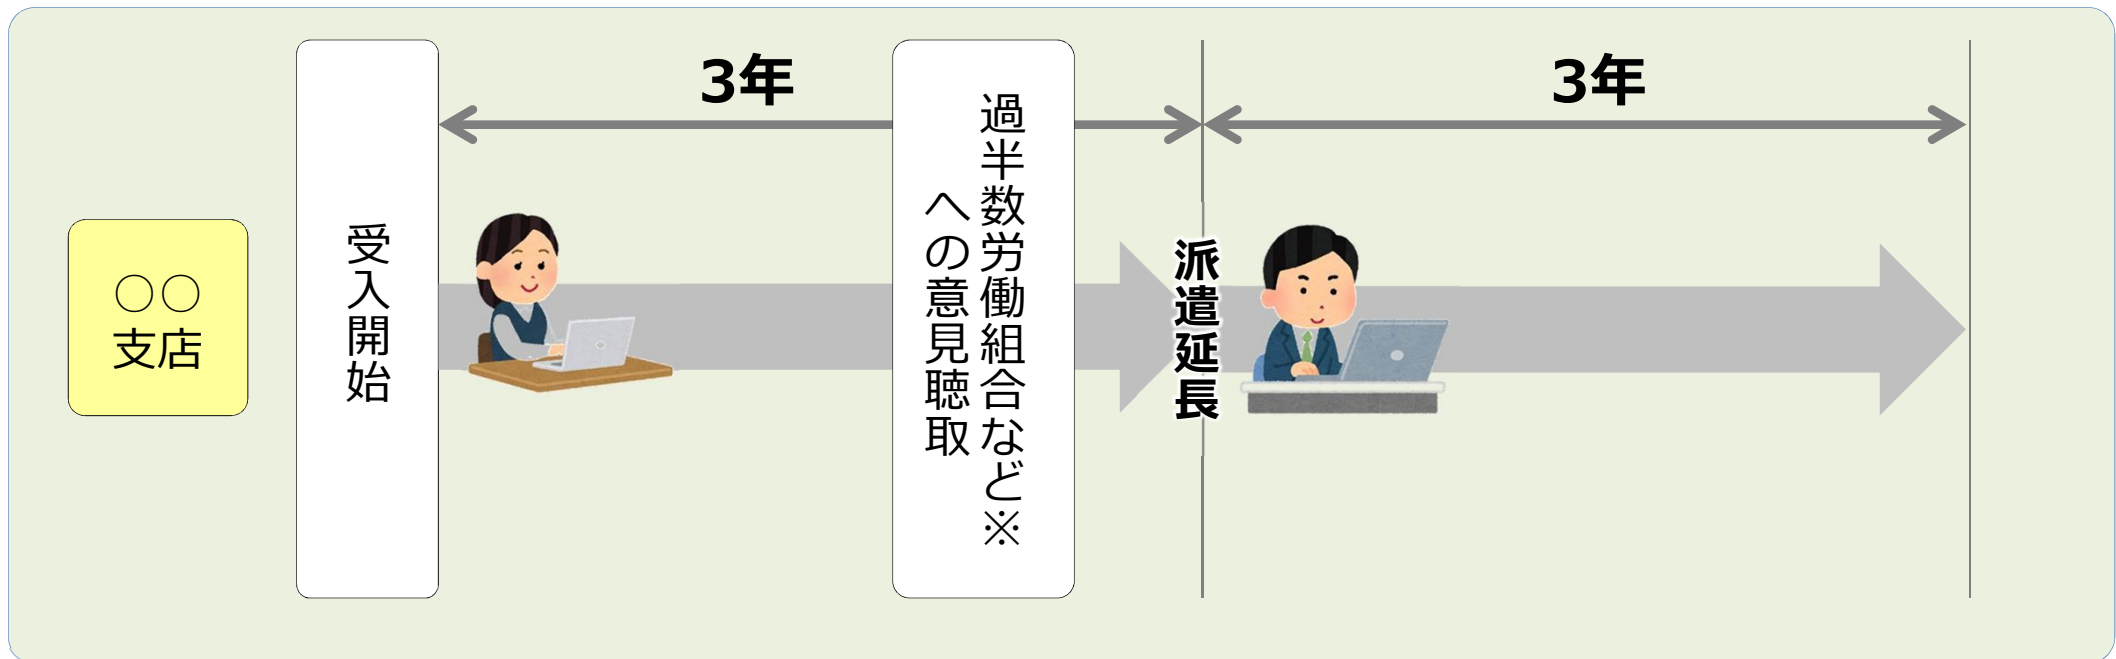 ○○
支店
受入開始
3年
過半数労働組合など※
への意見聴取
派遣延長
3年